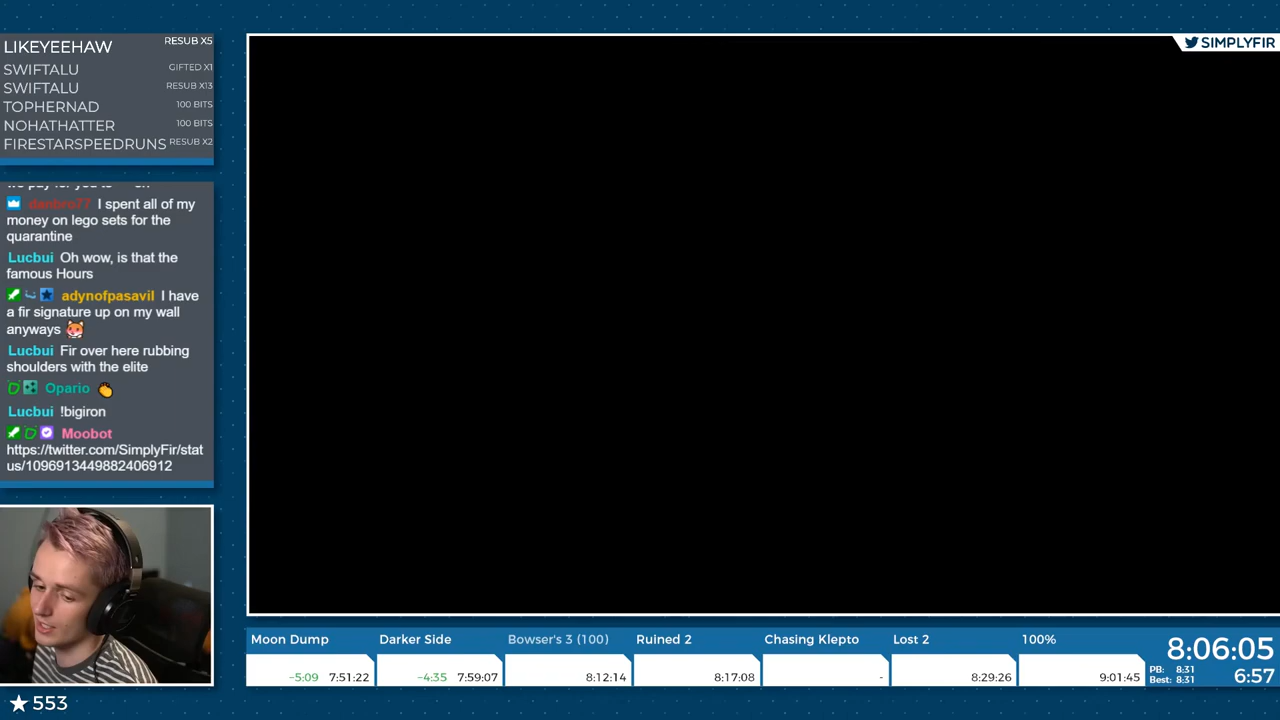 LIKEYEEHAW RESUB X5
SWIFTALU GIFTED X1
SWIFTALU RESUB X13
TOPHERNAD 100 BITS
NOHATHATTER 100 BITS
FIRESTARSPEEDRUNS RESUB X2
danbru77 I spent all of my
money on lego sets for the
quarantine
Lucbui Oh wow, is that the
famous Hours
adynofpasavil I have
a fir signature up on my wall
anyways
Lucbui Fir over here rubbing
shoulders with the elite
Opario
Lucbui !bigiron
Moobot
https://twitter.com/SimplyFir/stat
us/1096913449882406912
SIMPLYFIR
Moon Dump Darker Side Bowser's 3 (100) Ruined 2 Chasing Klepto Lost 2 100%
-5:09 7:51:22 -4:35 7:59:07 8:12:14 8:17:08 - 8:29:26 9:01:45
8:06:05
PB: 8:31
Best: 8:31
6:57
553